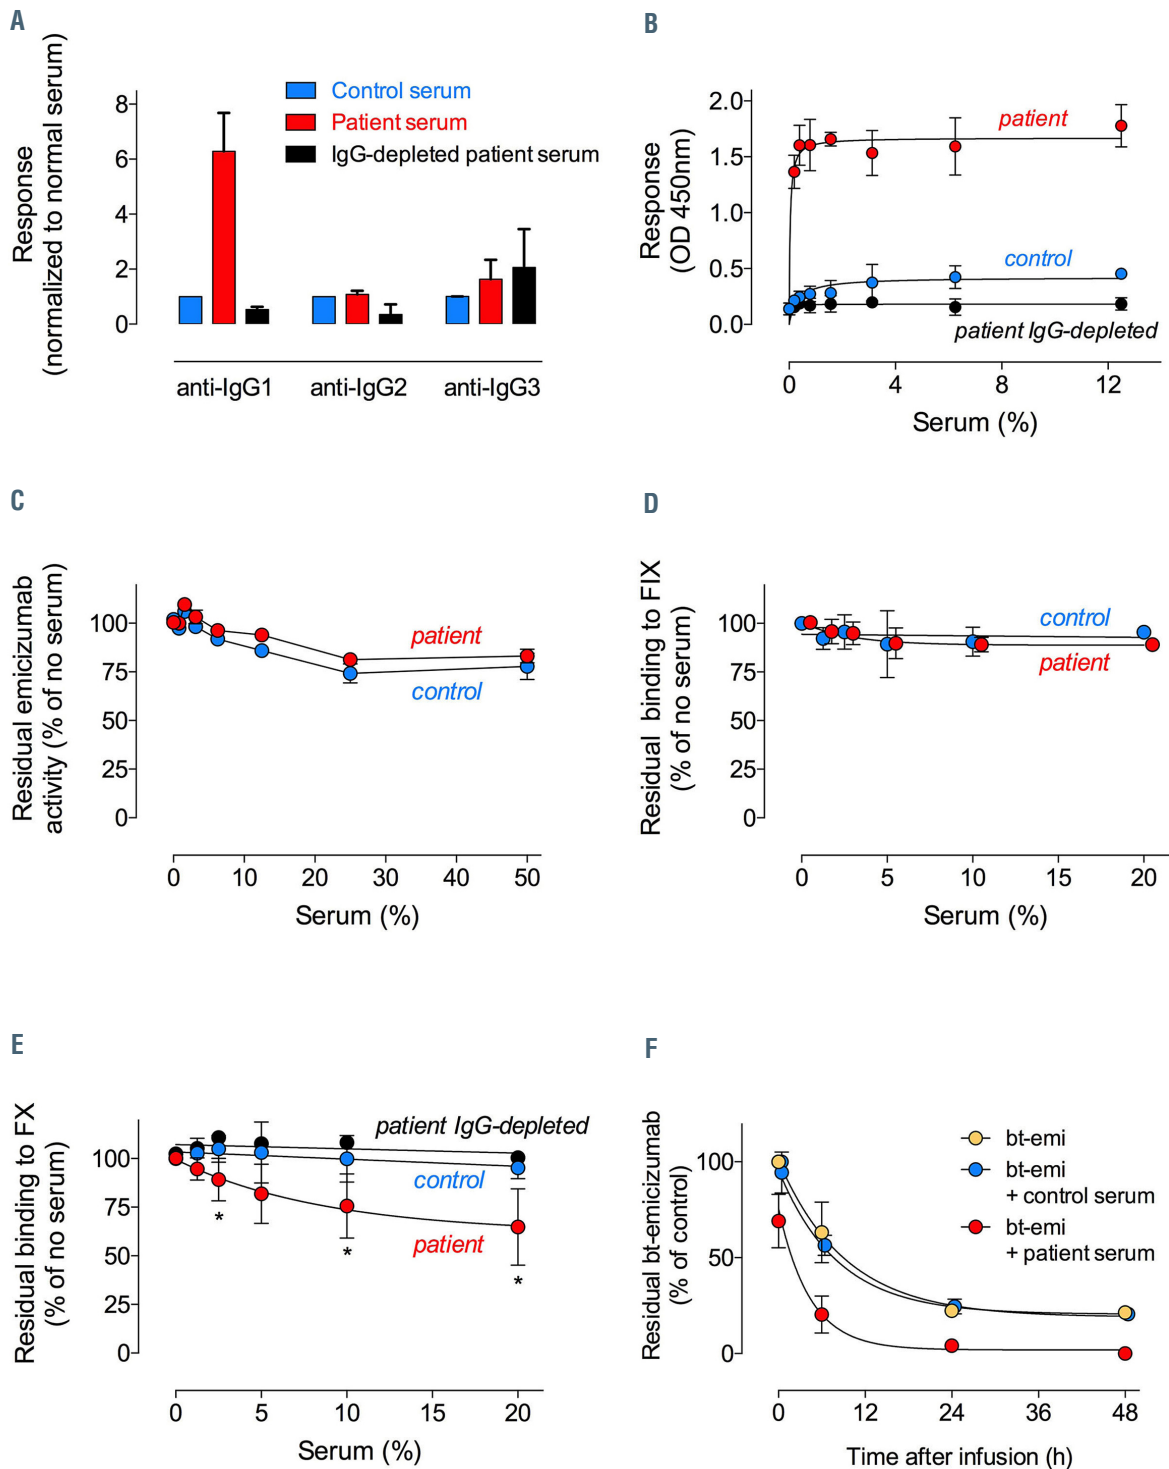 A
Response
(normalized to normal serum)
8
6
4
2
0
Control serum
Patient serum
IgG-depleted patient serum
anti-IgG1 anti-IgG2 anti-IgG3
B
Response
(OD 450nm)
2.0
1.5
1.0
0.5
0.0
patient
control
patient IgG-depleted
0 4 8 12
Serum (%)
C
Residual emicizumab
activity (% of no serum)
100
75
50
25
0
patient
control
0 10 20 30 40 50
Serum (%)
D
Residual binding to FIX
(% of no serum)
100
75
50
25
0
control
patient
0 5 10 15 20
Serum (%)
E
Residual binding to FX
(% of no serum)
100
75
50
25
0
patient IgG-depleted
control
patient
*
*
*
0 5 10 15 20
Serum (%)
F
Residual bt-emicizumab
(% of control)
100
50
0
bt-emi
bt-emi
+ control serum
bt-emi
+ patient serum
0 12 24 36 48
Time after infusion (h)